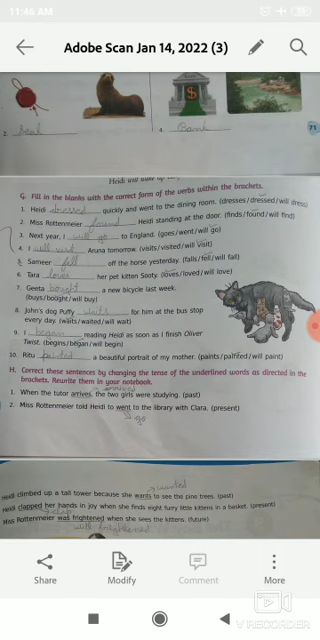 11:46 AM
Adobe Scan Jan 14, 2022 (3)
2. Seal
4. Bank
71
G. Fill in the blanks with the correct form of the verbs within the brackets.
1. Heidi dressed quickly and went to the dining room. (dresses/dressed/will dress)
2. Miss Rottenmeier found Heidi standing at the door. (finds/found/will find)
3. Next year, I will go to England. (goes/went/will go)
4. I will visit Aruna tomorrow. (visits/visited/will visit)
5. Sameer fell off the horse yesterday. (falls/fell/will fall)
6. Tara loves her pet kitten Sooty. (loves/loved/will love)
7. Geeta bought a new bicycle last week.
(buys/bought/will buy)
8. John's dog Puffy waits for him at the bus stop
every day. (waits/waited/will wait)
9. I began reading Heidi as soon as I finish Oliver
Twist. (begins/began/will begin)
10. Ritu painted a beautiful portrait of my mother. (paints/painted/will paint)
H. Correct these sentences by changing the tense of the underlined words as directed in the
brackets. Rewrite them in your notebook.
arrived
1. When the tutor arrives, the two girls were studying. (past)
2. Miss Rottenmeier told Heidi to went to the library with Clara. (present)
go
wanted
Heidi climbed up a tall tower because she wants to see the pine trees. (past)
Heidi clapped her hands in joy when she finds eight furry little kittens in a basket. (present)
clap
Miss Rottenmeier was frightened when she sees the kittens. (future)
will frightened
Share
Modify
Comment
More
V RECORDER